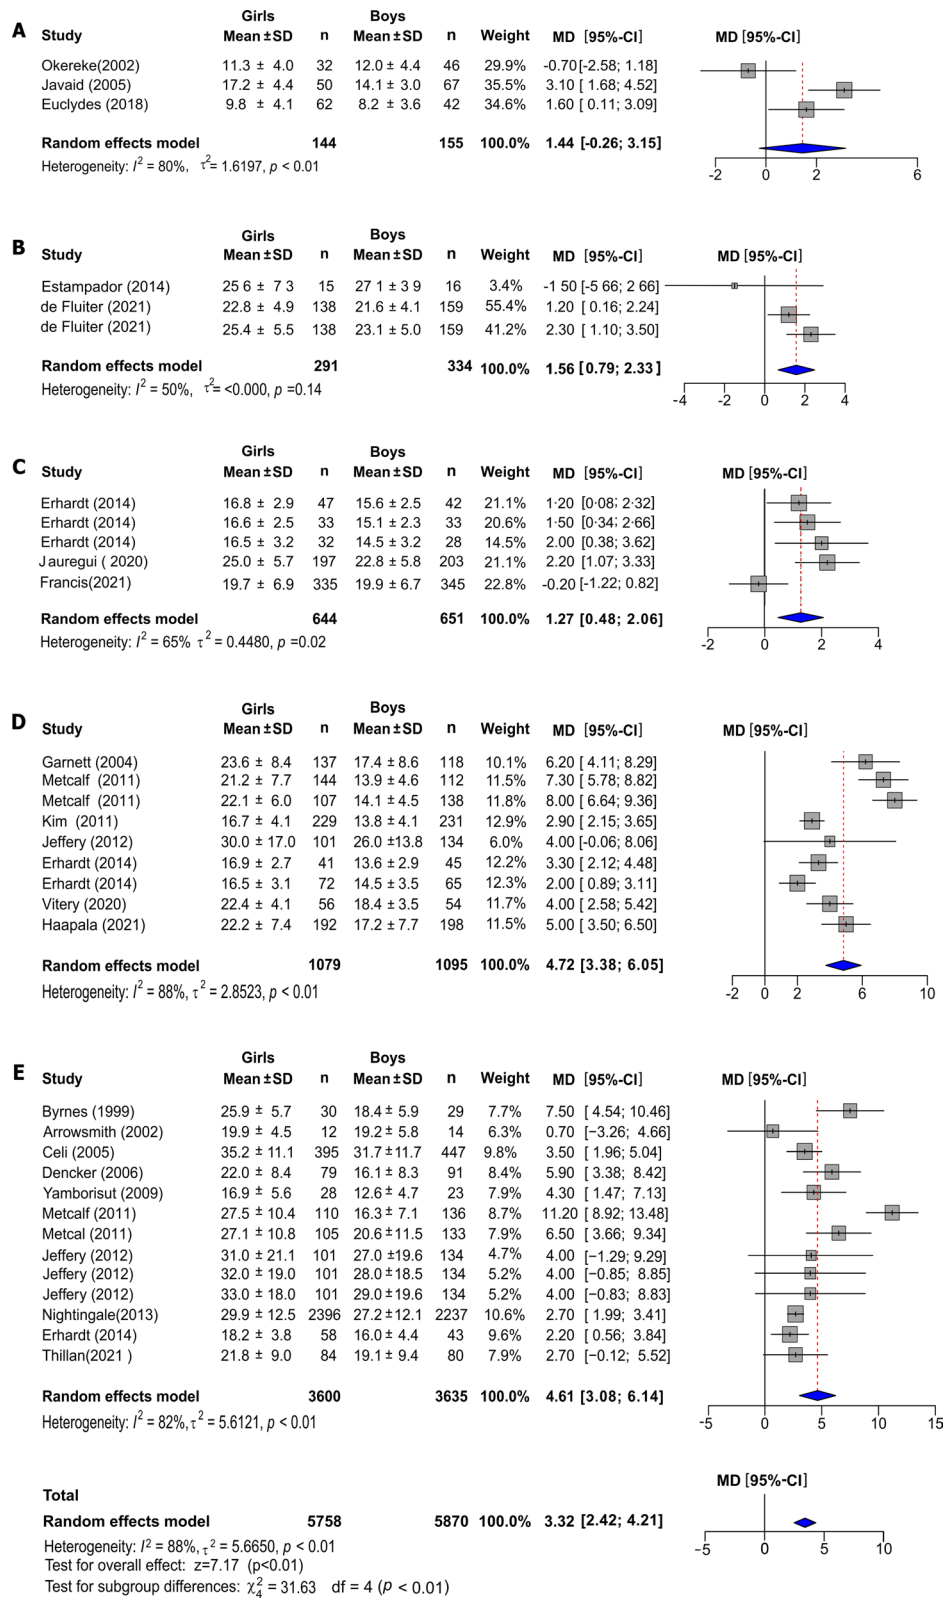 A
Girls Boys
Study Mean ±SD n Mean ±SD n Weight MD [95%-CI] MD [95%-CI]
Okereke(2002) 11.3 ± 4.0 32 12.0 ± 4.4 46 29.9% -0.70 [-2.58; 1.18]
Javaid (2005) 17.2 ± 4.4 50 14.1 ± 3.0 67 35.5% 3.10 [ 1.68; 4.52]
Euclydes (2018) 9.8 ± 4.1 62 8.2 ± 3.6 42 34.6% 1.60 [ 0.11; 3.09]
Random effects model 144 155 100.0% 1.44 [-0.26; 3.15]
Heterogeneity: I² = 80%, τ²= 1.6197, p < 0.01
-2 0 2 6
B
Girls Boys
Study Mean ±SD n Mean ±SD n Weight MD [95%-CI] MD [95%-CI]
Estampador (2014) 25 6 ± 7 3 15 27 1 ± 3 9 16 3.4% -1 50 [-5 66; 2 66]
de Fluiter (2021) 22.8 ± 4.9 138 21.6 ± 4.1 159 55.4% 1.20 [ 0.16; 2.24]
de Fluiter (2021) 25.4 ± 5.5 138 23.1 ± 5.0 159 41.2% 2.30 [ 1.10; 3.50]
Random effects model 291 334 100.0% 1.56 [0.79; 2.33 ]
Heterogeneity: I² = 50%, τ²= <0.000, p =0.14
-4 -2 0 2 4
C
Girls Boys
Study Mean ±SD n Mean ±SD n Weight MD [95%-CI] MD [95%-CI]
Erhardt (2014) 16.8 ± 2.9 47 15.6 ± 2.5 42 21.1% 1·20 [0·08; 2·32]
Erhardt (2014) 16.6 ± 2.5 33 15.1 ± 2.3 33 20.6% 1·50 [0·34; 2·66]
Erhardt (2014) 16.5 ± 3.2 32 14.5 ± 3.2 28 14.5% 2.00 [0.38; 3.62]
Jauregui ( 2020) 25.0 ± 5.7 197 22.8 ± 5.8 203 21.1% 2.20 [1.07; 3.33]
Francis(2021) 19.7 ± 6.9 335 19.9 ± 6.7 345 22.8% -0.20 [-1.22; 0.82]
Random effects model 644 651 100.0% 1.27 [0.48; 2.06]
Heterogeneity: I² = 65% τ² = 0.4480, p =0.02
-2 0 2 4
D
Girls Boys
Study Mean ±SD n Mean ±SD n Weight MD [95%-CI] MD [95%-CI]
Garnett (2004) 23.6 ± 8.4 137 17.4 ± 8.6 118 10.1% 6.20 [ 4.11; 8.29]
Metcalf (2011) 21.2 ± 7.7 144 13.9 ± 4.6 112 11.5% 7.30 [ 5.78; 8.82]
Metcalf (2011) 22.1 ± 6.0 107 14.1 ± 4.5 138 11.8% 8.00 [ 6.64; 9.36]
Kim (2011) 16.7 ± 4.1 229 13.8 ± 4.1 231 12.9% 2.90 [ 2.15; 3.65]
Jeffery (2012) 30.0 ± 17.0 101 26.0 ±13.8 134 6.0% 4.00 [-0.06; 8.06]
Erhardt (2014) 16.9 ± 2.7 41 13.6 ± 2.9 45 12.2% 3.30 [ 2.12; 4.48]
Erhardt (2014) 16.5 ± 3.1 72 14.5 ± 3.5 65 12.3% 2.00 [ 0.89; 3.11]
Vitery (2020) 22.4 ± 4.1 56 18.4 ± 3.5 54 11.7% 4.00 [ 2.58; 5.42]
Haapala (2021) 22.2 ± 7.4 192 17.2 ± 7.7 198 11.5% 5.00 [ 3.50; 6.50]
Random effects model 1079 1095 100.0% 4.72 [3.38; 6.05]
Heterogeneity: I² = 88%, τ² = 2.8523, p < 0.01
-2 0 2 6 10
E
Girls Boys
Study Mean ±SD n Mean ±SD n Weight MD [95%-CI] MD [95%-CI]
Byrnes (1999) 25.9 ± 5.7 30 18.4 ± 5.9 29 7.7% 7.50 [ 4.54; 10.46]
Arrowsmith (2002) 19.9 ± 4.5 12 19.2 ± 5.8 14 6.3% 0.70 [−3.26; 4.66]
Celi (2005) 35.2 ± 11.1 395 31.7±11.7 447 9.8% 3.50 [ 1.96; 5.04]
Dencker (2006) 22.0 ± 8.4 79 16.1 ± 8.3 91 8.4% 5.90 [ 3.38; 8.42]
Yamborisut (2009) 16.9 ± 5.6 28 12.6 ± 4.7 23 7.9% 4.30 [ 1.47; 7.13]
Metcalf (2011) 27.5 ± 10.4 110 16.3 ± 7.1 136 8.7% 11.20 [ 8.92; 13.48]
Metcal (2011) 27.1 ± 10.8 105 20.6 ±11.5 133 7.9% 6.50 [ 3.66; 9.34]
Jeffery (2012) 31.0 ± 21.1 101 27.0 ±19.6 134 4.7% 4.00 [−1.29; 9.29]
Jeffery (2012) 32.0 ± 19.0 101 28.0 ±18.5 134 5.2% 4.00 [−0.85; 8.85]
Jeffery (2012) 33.0 ± 18.0 101 29.0 ±19.6 134 5.2% 4.00 [−0.83; 8.83]
Nightingale(2013) 29.9 ± 12.5 2396 27.2 ±12.1 2237 10.6% 2.70 [ 1.99; 3.41]
Erhardt (2014) 18.2 ± 3.8 58 16.0 ± 4.4 43 9.6% 2.20 [ 0.56; 3.84]
Thillan(2021 ) 21.8 ± 9.0 84 19.1 ± 9.4 80 7.9% 2.70 [−0.12; 5.52]
Random effects model 3600 3635 100.0% 4.61 [3.08; 6.14]
Heterogeneity: I² = 82%, τ² = 5.6121, p < 0.01
-5 0 5 10 15
MD [95%-CI]
Total
Random effects model 5758 5870 100.0% 3.32 [2.42; 4.21]
Heterogeneity: I² = 88%, τ² = 5.6650, p < 0.01
Test for overall effect: z=7.17 (p<0.01)
Test for subgroup differences: χ²₄ = 31.63 df = 4 (p < 0.01)
-5 0 5 10